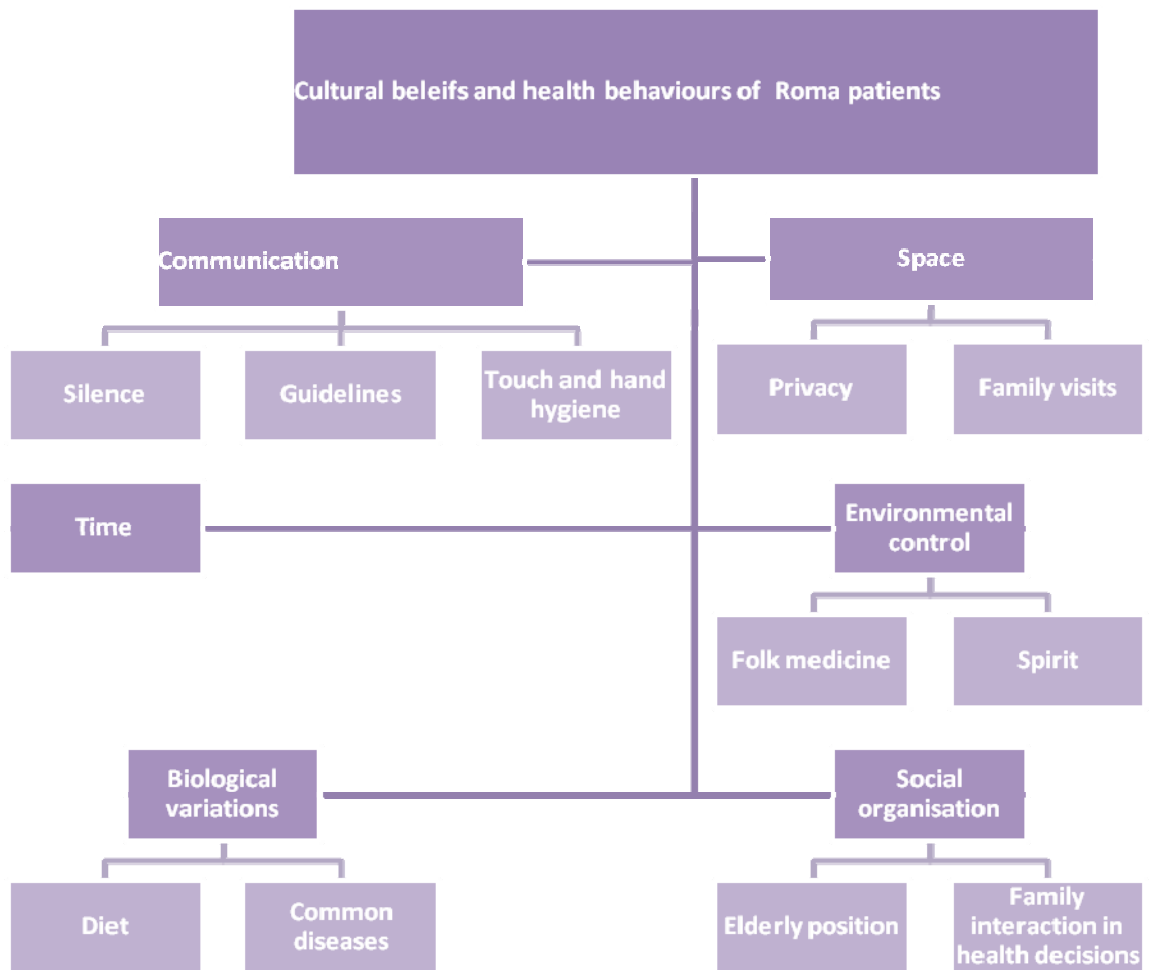 Cultural beleifs and health behaviours of Roma patients
Communication
Space
Silence
Guidelines
Touch and hand
hygiene
Privacy
Family visits
Time
Environmental
control
Folk medicine
Spirit
Biological
variations
Social
organisation
Diet
Common
diseases
Elderly position
Family
interaction in
health decisions